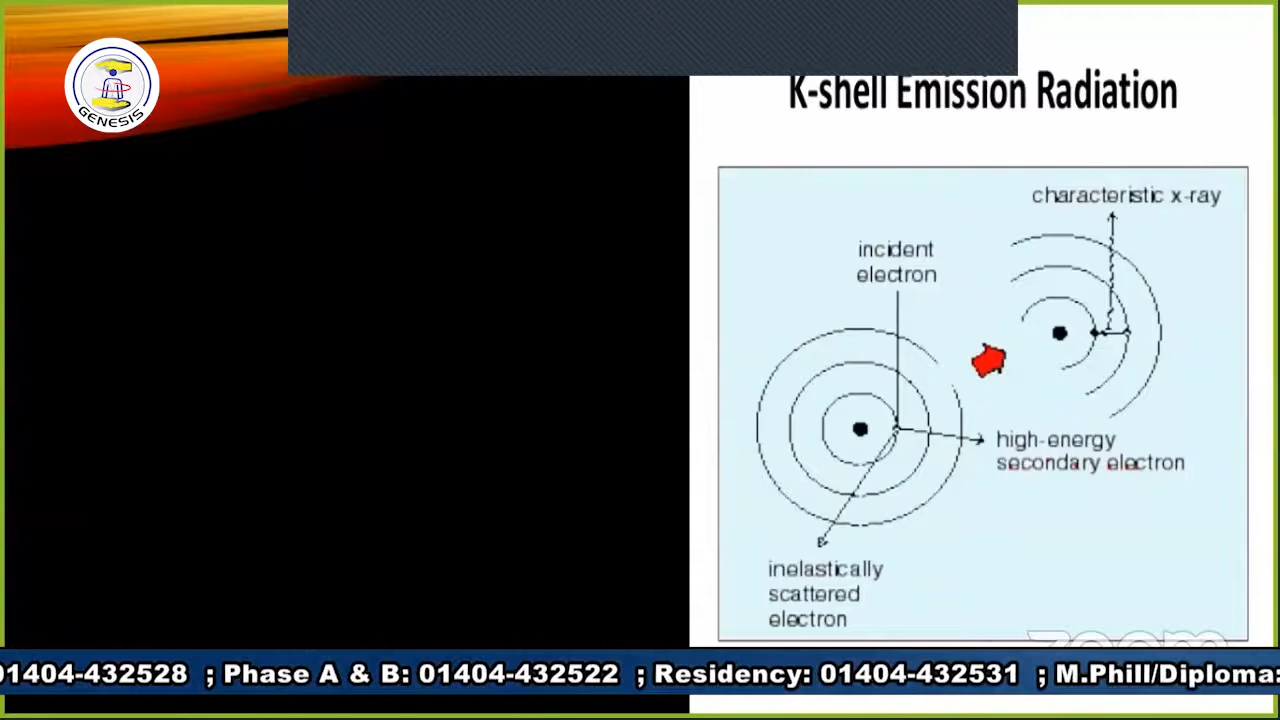 GENESIS
K-shell Emission Radiation
characteristic x-ray
incident
electron
high-energy
secondary electron
inelastically
scattered
electron
zoom
01404-432528 ; Phase A & B: 01404-432522 ; Residency: 01404-432531 ; M.Phill/Diploma: